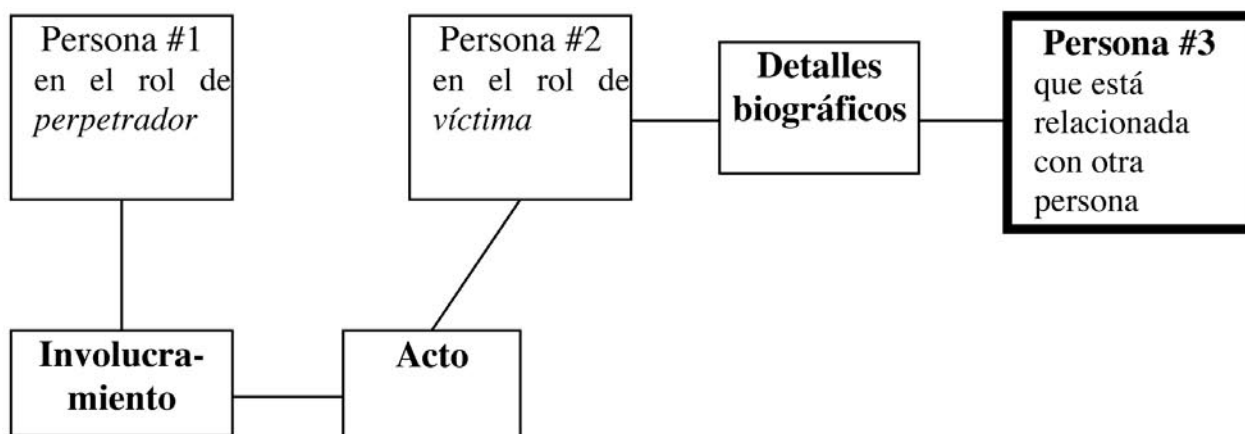 Persona #1
en el rol de
perpetrador
Persona #2
en el rol de
víctima
Detalles
biográficos
Persona #3
que está
relacionada
con otra
persona
Involucra-
miento
Acto